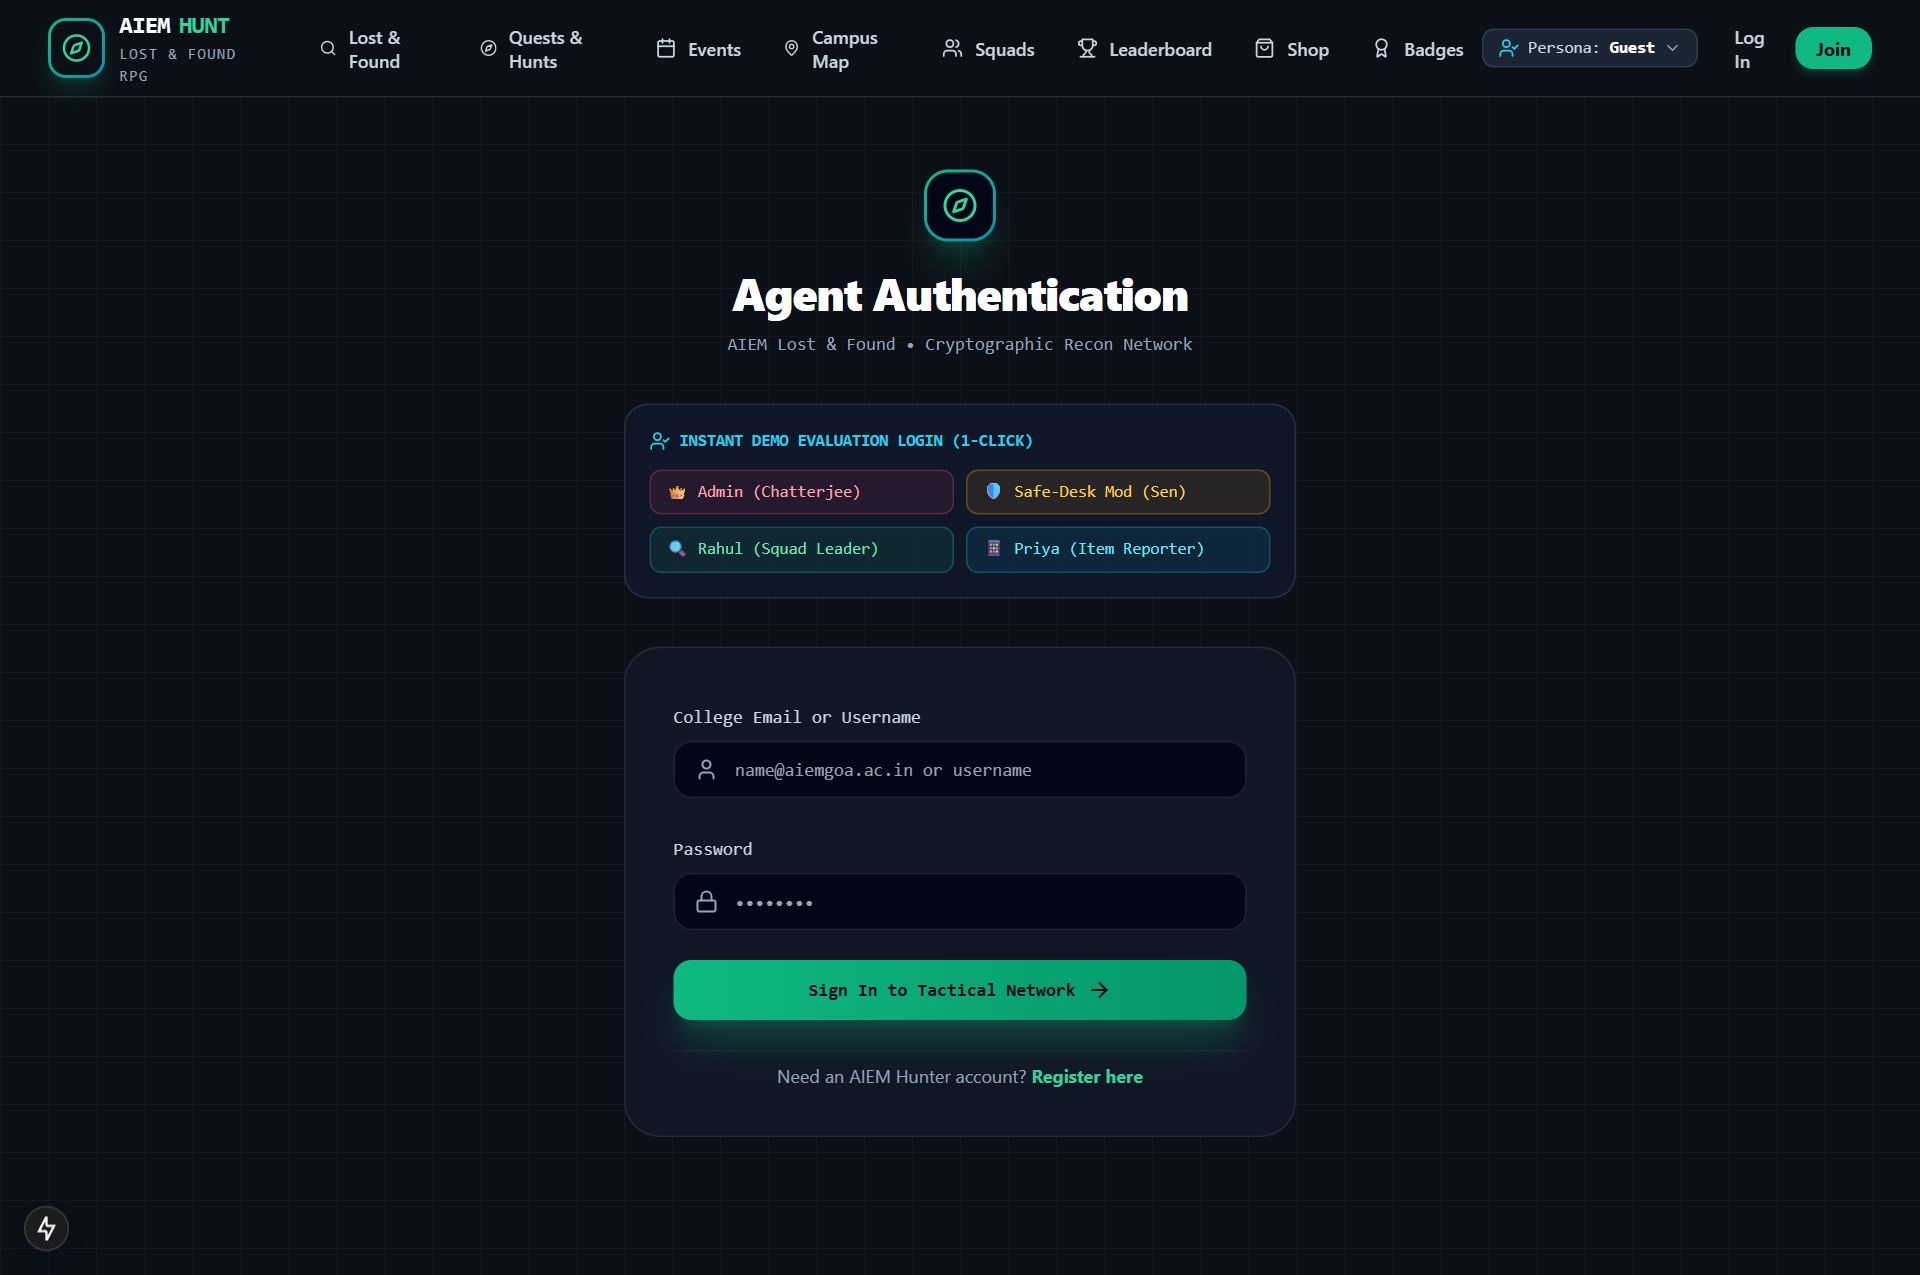 AIEM HUNT
LOST & FOUND
RPG
Lost &
Found
Quests &
Hunts
Events
Campus
Map
Squads
Leaderboard
Shop
Badges
Persona: Guest
Log
In
Join
Agent Authentication
AIEM Lost & Found • Cryptographic Recon Network
INSTANT DEMO EVALUATION LOGIN (1-CLICK)
Admin (Chatterjee)
Safe-Desk Mod (Sen)
Rahul (Squad Leader)
Priya (Item Reporter)
College Email or Username
name@aiemgoa.ac.in or username
Password
••••••••
Sign In to Tactical Network
Need an AIEM Hunter account? Register here